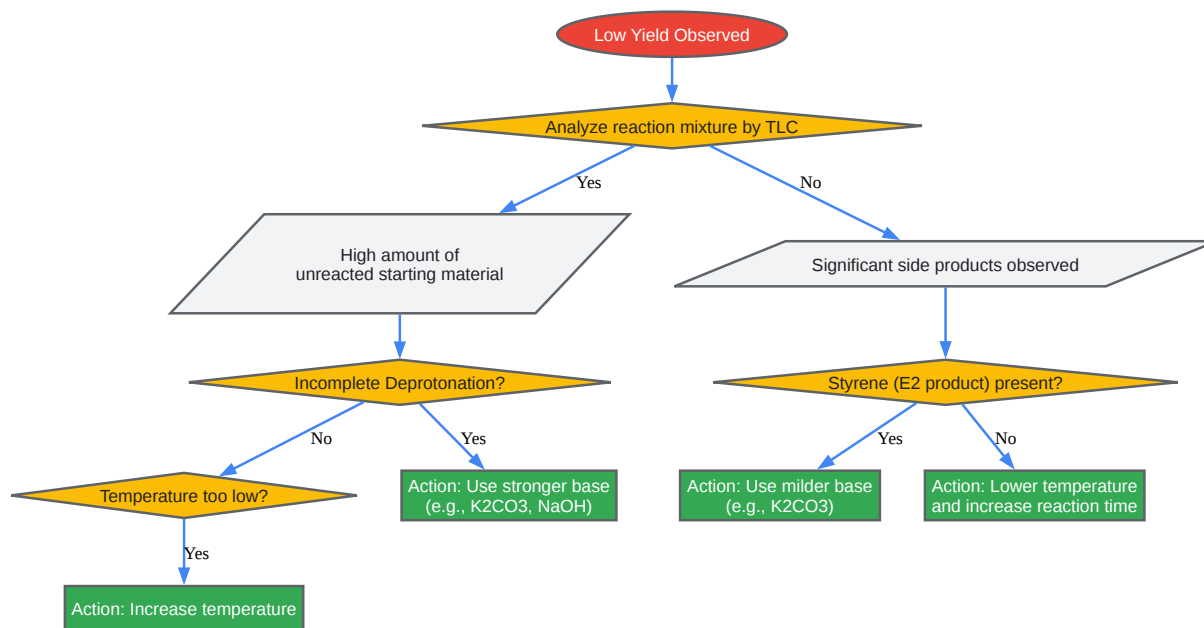 Low Yield Observed
Analyze reaction mixture by TLC
Yes
No
High amount of
unreacted starting material
Significant side products observed
Incomplete Deprotonation?
Styrene (E2 product) present?
No
Yes
Yes
No
Temperature too low?
Action: Use stronger base
(e.g., K2CO3, NaOH)
Action: Use milder base
(e.g., K2CO3)
Action: Lower temperature
and increase reaction time
Yes
Action: Increase temperature